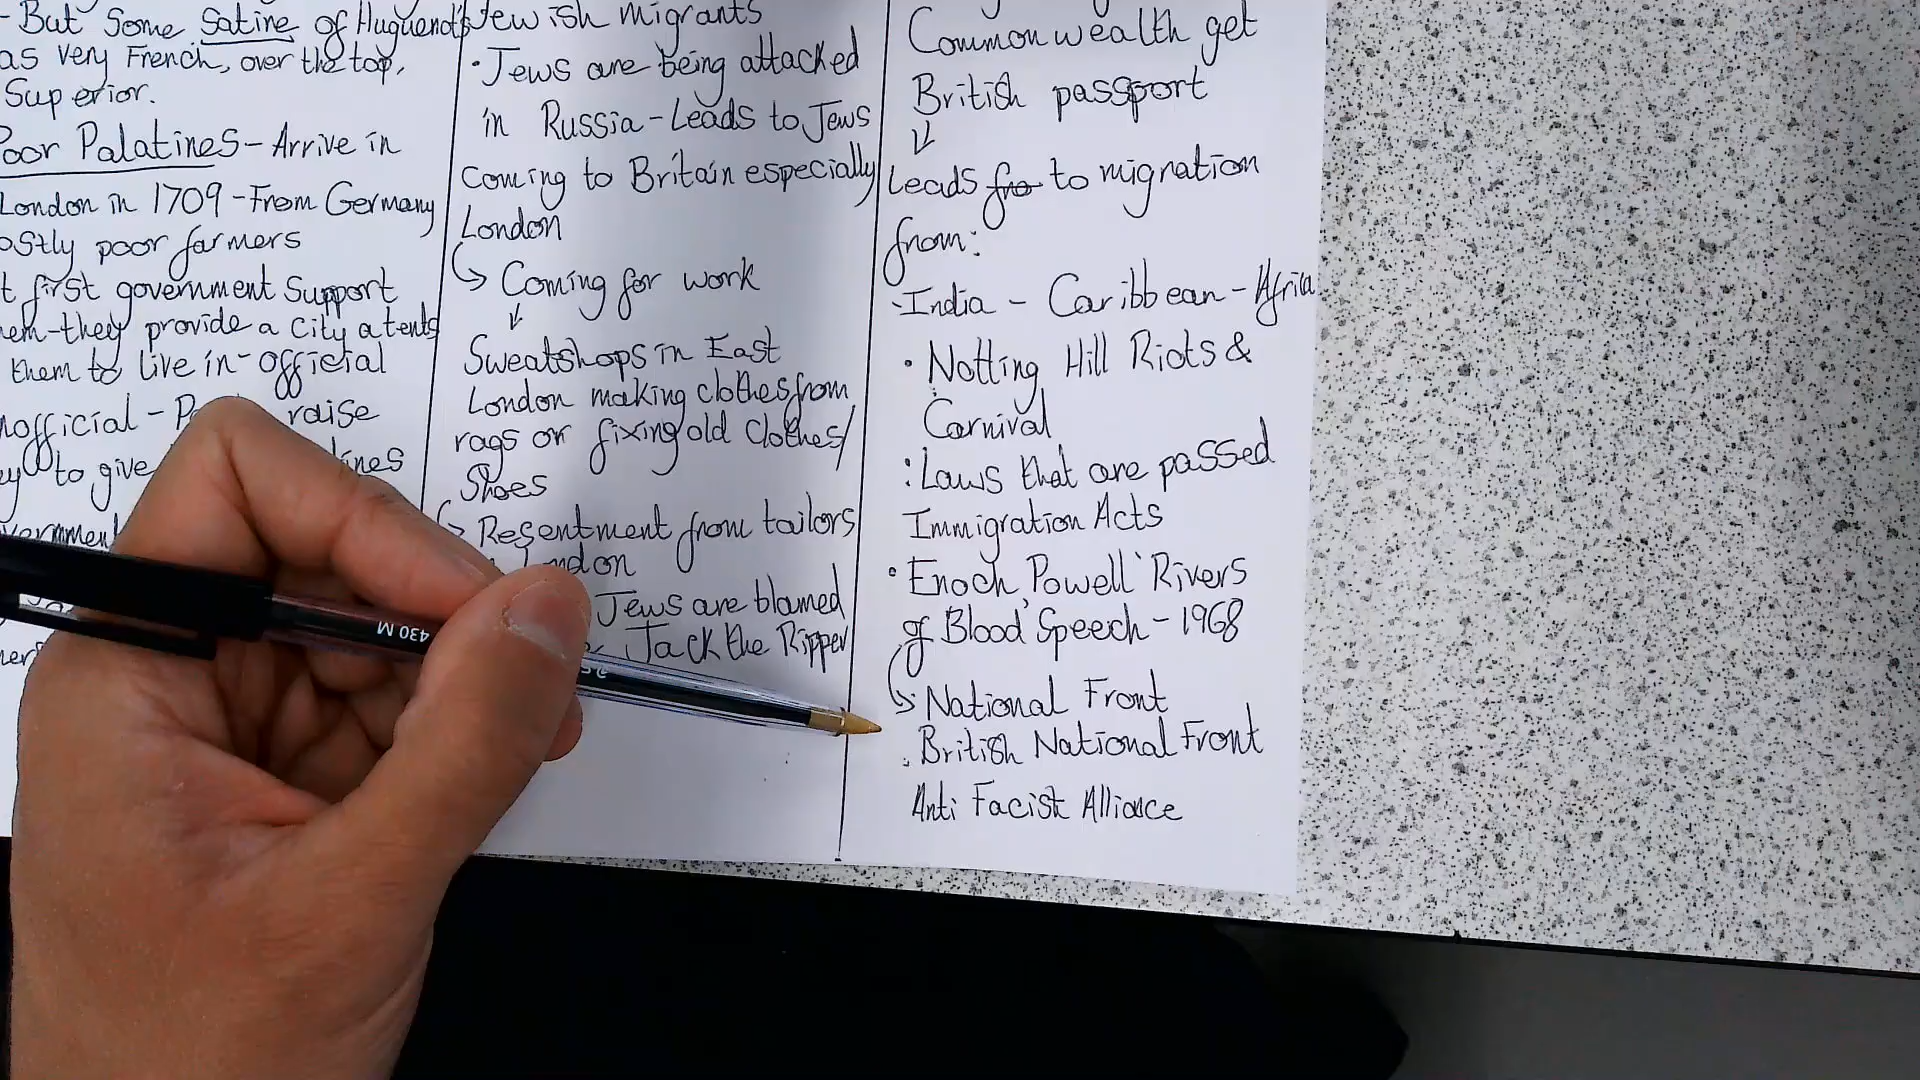 - But Some Satire of Huguenot's
as very French, over the top,
Superior.
Poor Palatines - Arrive in
London in 1709 - From Germany
ostly poor farmers
t first government Support
em - they provide a City a tents
them to live in - official
nofficial - P raise
ey to give ines
vernmen
Jewish migrants
· Jews are being attacked
in Russia - Leads to Jews
Coming to Britain especially
London
↳ Coming for work
↓
Sweatshops in East
London making clothes from
rags or fixing old Clothes/
Shoes
↳ Resentment from tailors
London
Jews are blamed
Jack the Ripper
Commonwealth get
British passport
↓
Leads fro to migration
from:
- India - Caribbean - Africa
· Notting Hill Riots &
Carnival
: Laws that are passed
Immigration Acts
· Enoch Powell 'Rivers
of Blood' Speech - 1968
↳ National Front
. British National Front
Anti Facist Alliance
430 M